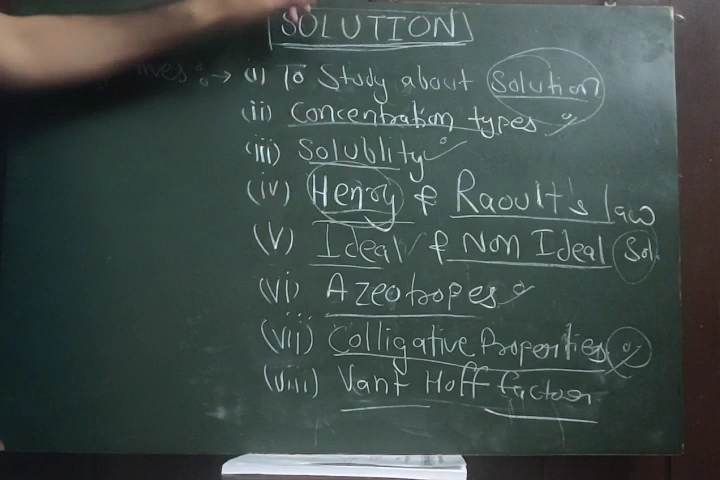 SOLUTION
(i) To Study about Solution
(ii) Concentration types
(iii) Solublity
(iv) Henry & Raoult's law
(V) Ideal & Non Ideal Sol.
(vi) Azeotropes
(vii) Colligative Properties
(viii) Vant Hoff factor